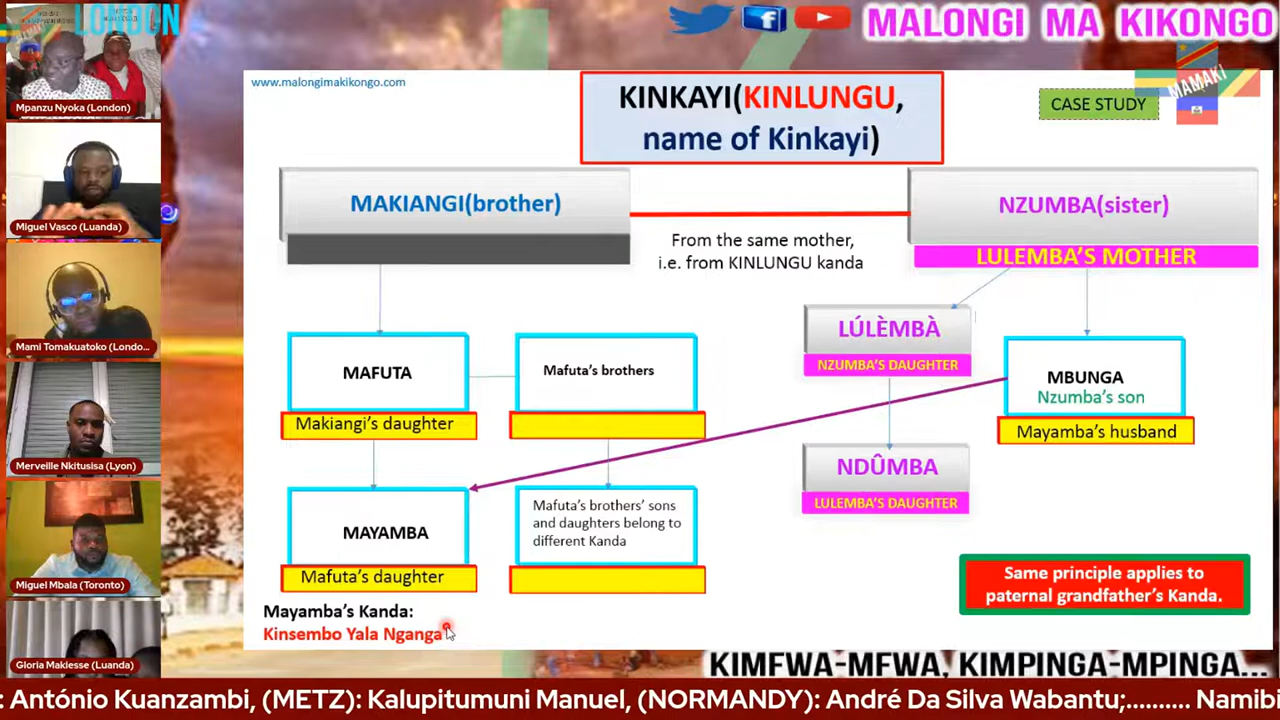 LONDON
MALONGI MA KIKONGO
MAMAKI
Mpanzu Nyoka (London)
Miguel Vasco (Luanda)
Mami Tomakuatoko (Londo...
Merveille Nkitusisa (Lyon)
Miguel Mbala (Toronto)
Gloria Makiesse (Luanda)
www.malongimakikongo.com
KINKAYI(KINLUNGU,
name of Kinkayi)
CASE STUDY
MAKIANGI(brother)
NZUMBA(sister)
LULEMBA'S MOTHER
From the same mother,
i.e. from KINLUNGU kanda
LÚLÈMBÀ
NZUMBA'S DAUGHTER
MAFUTA
Makiangi's daughter
Mafuta's brothers
MBUNGA
Nzumba's son
Mayamba's husband
NDÛMBA
LULEMBA'S DAUGHTER
MAYAMBA
Mafuta's daughter
Mafuta's brothers' sons
and daughters belong to
different Kanda
Same principle applies to
paternal grandfather's Kanda.
Mayamba's Kanda:
Kinsembo Yala Nganga
KIMFWA-MFWA, KIMPINGA-MPINGA...
: António Kuanzambi, (METZ): Kalupitumuni Manuel, (NORMANDY): André Da Silva Wabantu;.......... Namibi